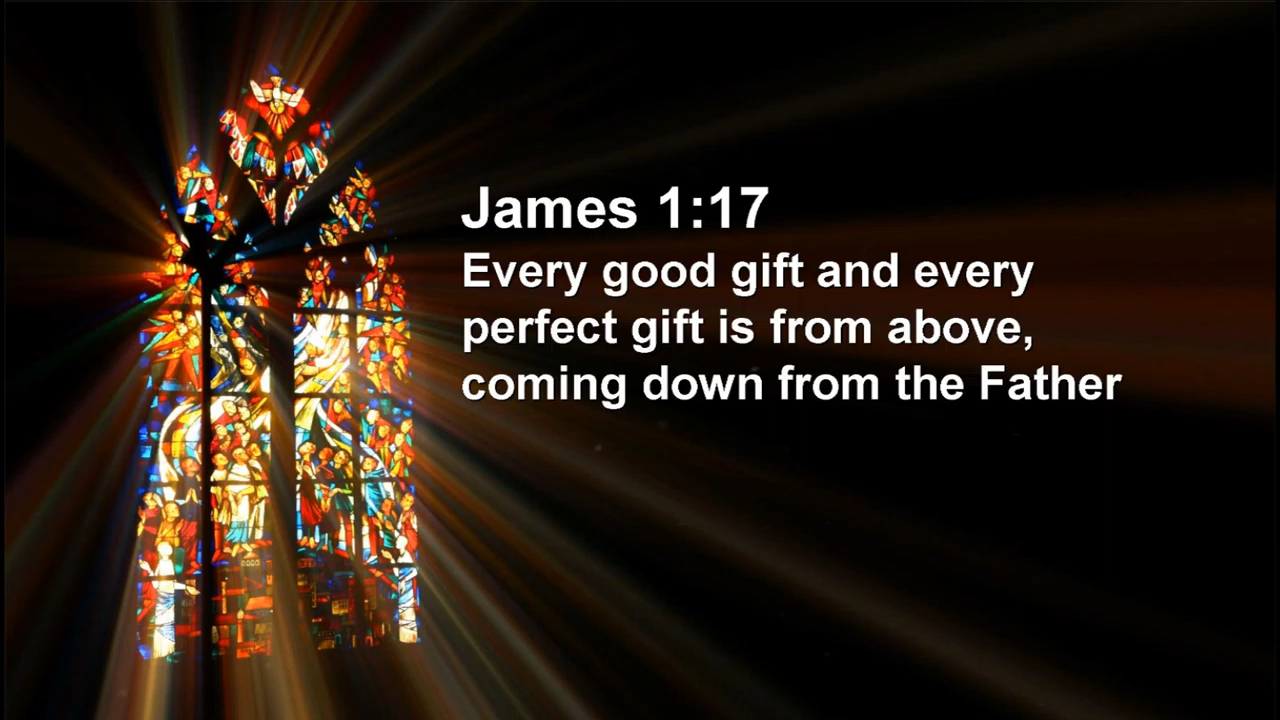 James 1:17
Every good gift and every
perfect gift is from above,
coming down from the Father